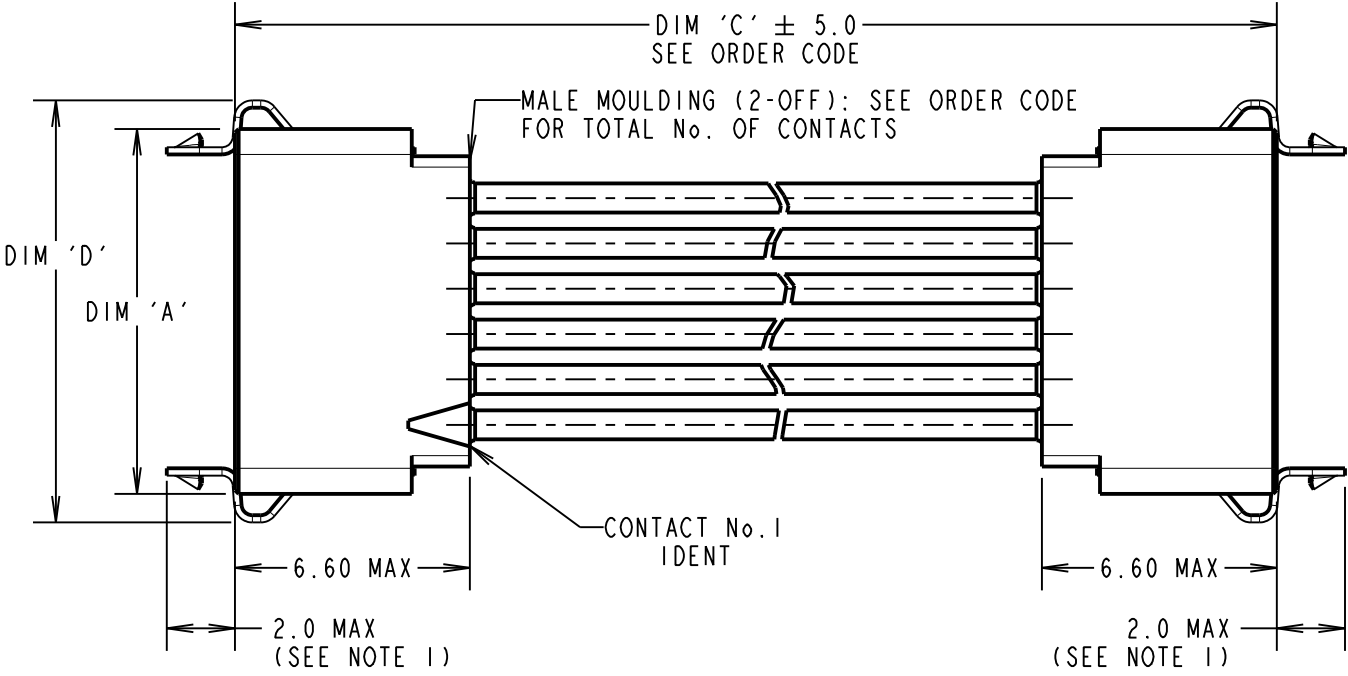 DIM 'C' ± 5.0
SEE ORDER CODE
MALE MOULDING (2-OFF): SEE ORDER CODE
FOR TOTAL No. OF CONTACTS
DIM 'D'
DIM 'A'
CONTACT No.1
IDENT
6.60 MAX
6.60 MAX
2.0 MAX
(SEE NOTE 1)
2.0 MAX
(SEE NOTE 1)